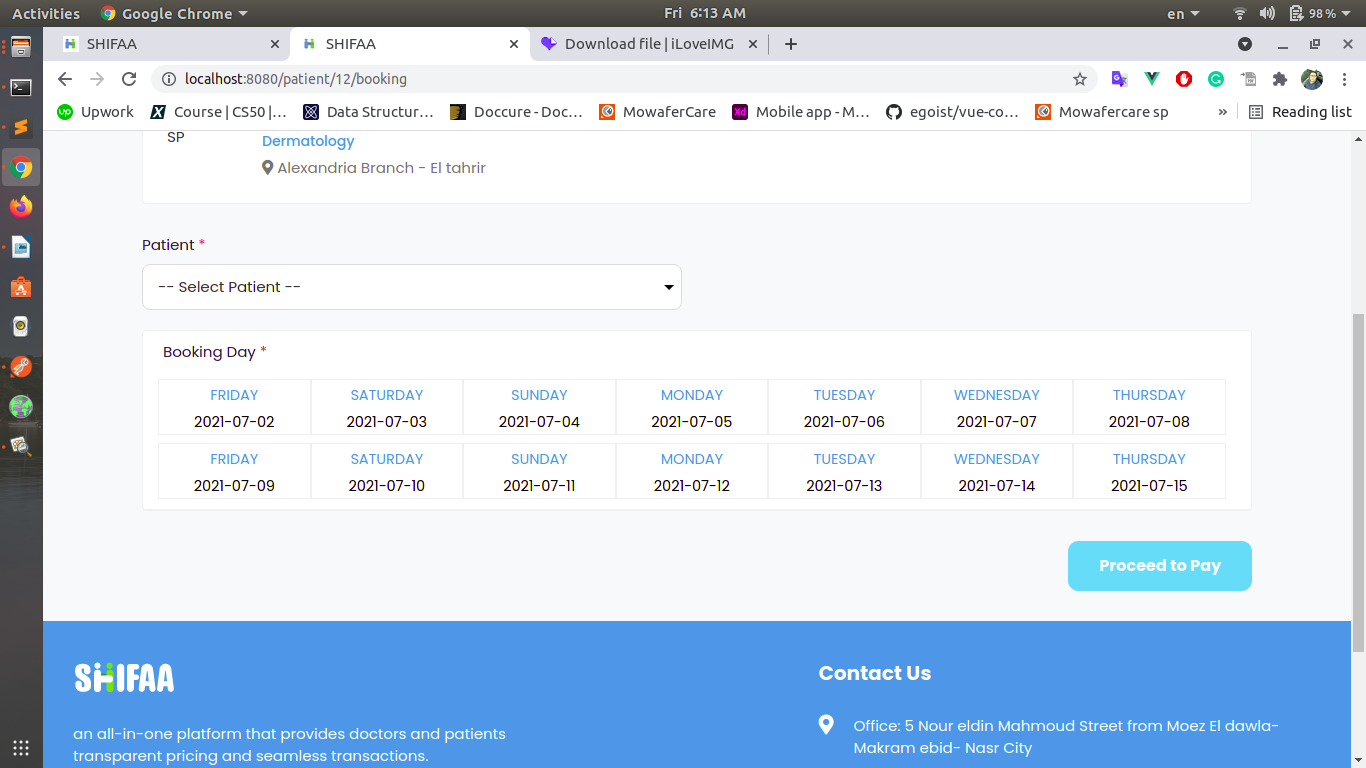 Activities Google Chrome Fri 6:13 AM en 98%
SHIFAA SHIFAA Download file | iLoveIMG
localhost:8080/patient/12/booking
Upwork Course | CS50 |... Data Structur... Doccure - Doc... MowaferCare Mobile app - M... egoist/vue-co... Mowafercare sp » Reading list
SP
Dermatology
Alexandria Branch - El tahrir
Patient *
-- Select Patient --
Booking Day *
FRIDAY SATURDAY SUNDAY MONDAY TUESDAY WEDNESDAY THURSDAY
2021-07-02 2021-07-03 2021-07-04 2021-07-05 2021-07-06 2021-07-07 2021-07-08
FRIDAY SATURDAY SUNDAY MONDAY TUESDAY WEDNESDAY THURSDAY
2021-07-09 2021-07-10 2021-07-11 2021-07-12 2021-07-13 2021-07-14 2021-07-15
Proceed to Pay
SHIFAA
an all-in-one platform that provides doctors and patients
transparent pricing and seamless transactions.
Contact Us
Office: 5 Nour eldin Mahmoud Street from Moez El dawla-
Makram ebid- Nasr City